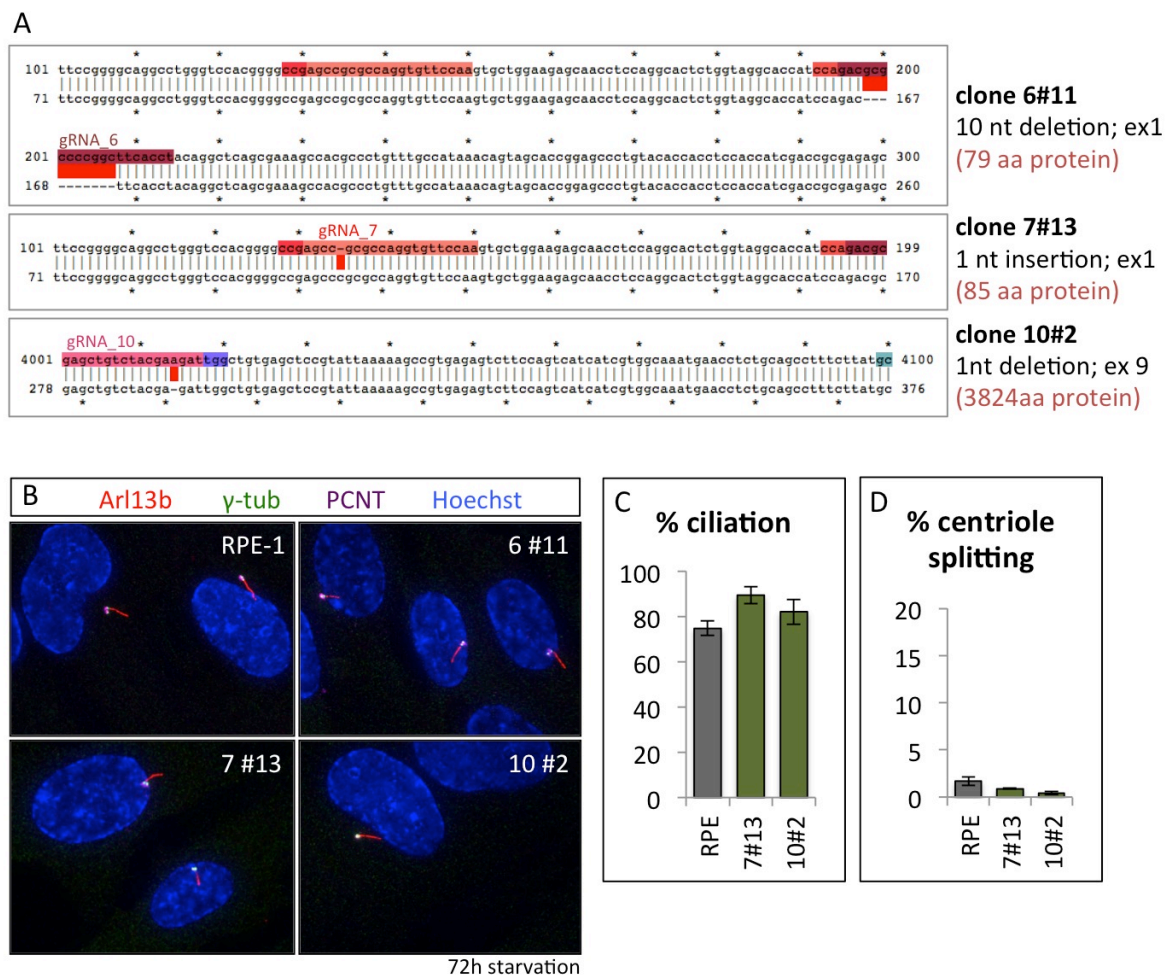 A
101 ttccggggcaggcctgggtccacggggccgagccgcgccaggtgttccaagtgctggaagagcaacctccaggcactctggtaggcaccatccagacgcg 200
71 ttccggggcaggcctgggtccacggggccgagccgcgccaggtgttccaagtgctggaagagcaacctccaggcactctggtaggcaccatccagac--- 167
gRNA_6
201 ccccggcttcacctacaggctcagcgaaagccacgccctgtttgccataaacagtagcaccggagccctgtacaccacctccaccatcgaccgcgagagc 300
168 -------ttcacctacaggctcagcgaaagccacgccctgtttgccataaacagtagcaccggagccctgtacaccacctccaccatcgaccgcgagagc 260
clone 6#11
10 nt deletion; ex1
(79 aa protein)
gRNA_7
101 ttccggggcaggcctgggtccacggggccgagcc-gcgccaggtgttccaagtgctggaagagcaacctccaggcactctggtaggcaccatccagacgc 199
71 ttccggggcaggcctgggtccacggggccgagcccgcgccaggtgttccaagtgctggaagagcaacctccaggcactctggtaggcaccatccagacgc 170
clone 7#13
1 nt insertion; ex1
(85 aa protein)
gRNA_10
4001 gagctgtctacgaagattggctgtgagctccgtattaaaaagccgtgagagtcttccagtcatcatcgtggcaaatgaacctctgcagcctttcttatgc 4100
278 gagctgtctacga-gattggctgtgagctccgtattaaaaagccgtgagagtcttccagtcatcatcgtggcaaatgaacctctgcagcctttcttatgc 376
clone 10#2
1nt deletion; ex 9
(3824aa protein)
B Arl13b γ-tub PCNT Hoechst
RPE-1
6 #11
7 #13
10 #2
72h starvation
C
% ciliation
100
80
60
40
20
0
RPE 7#13 10#2
D
% centriole
splitting
20
15
10
5
0
RPE 7#13 10#2